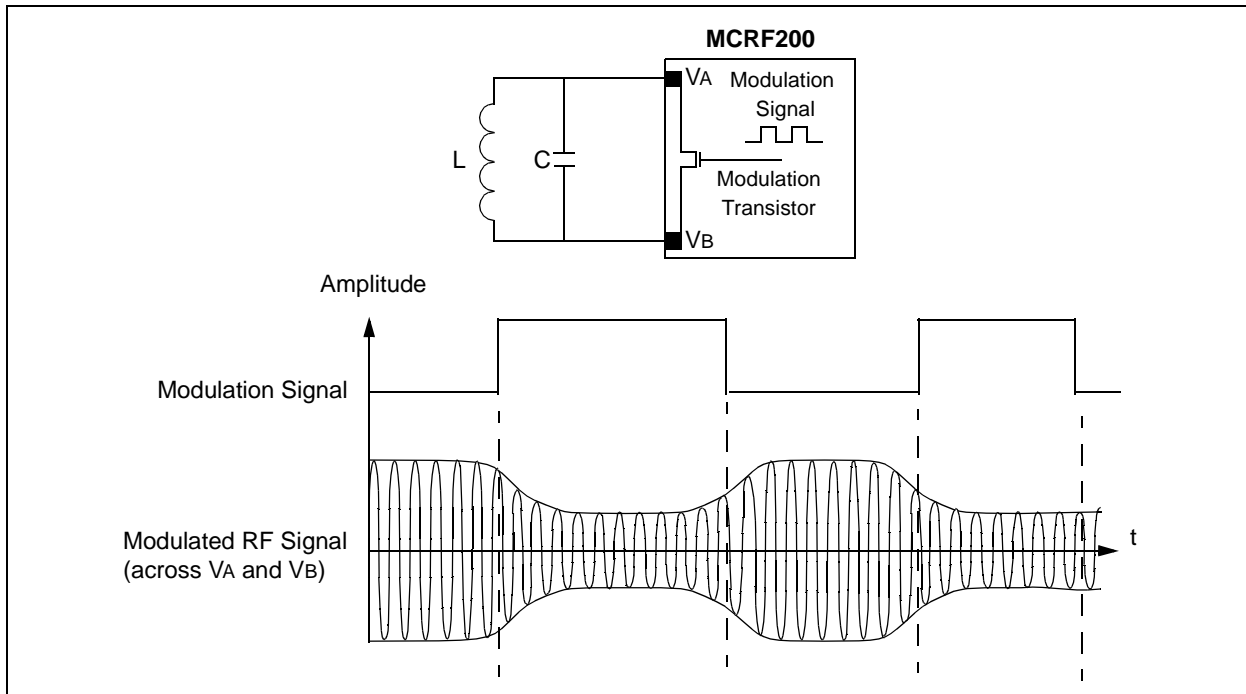 MCRF200
VA
Modulation
Signal
L
C
Modulation
Transistor
VB
Amplitude
Modulation Signal
Modulated RF Signal
(across VA and VB)
t